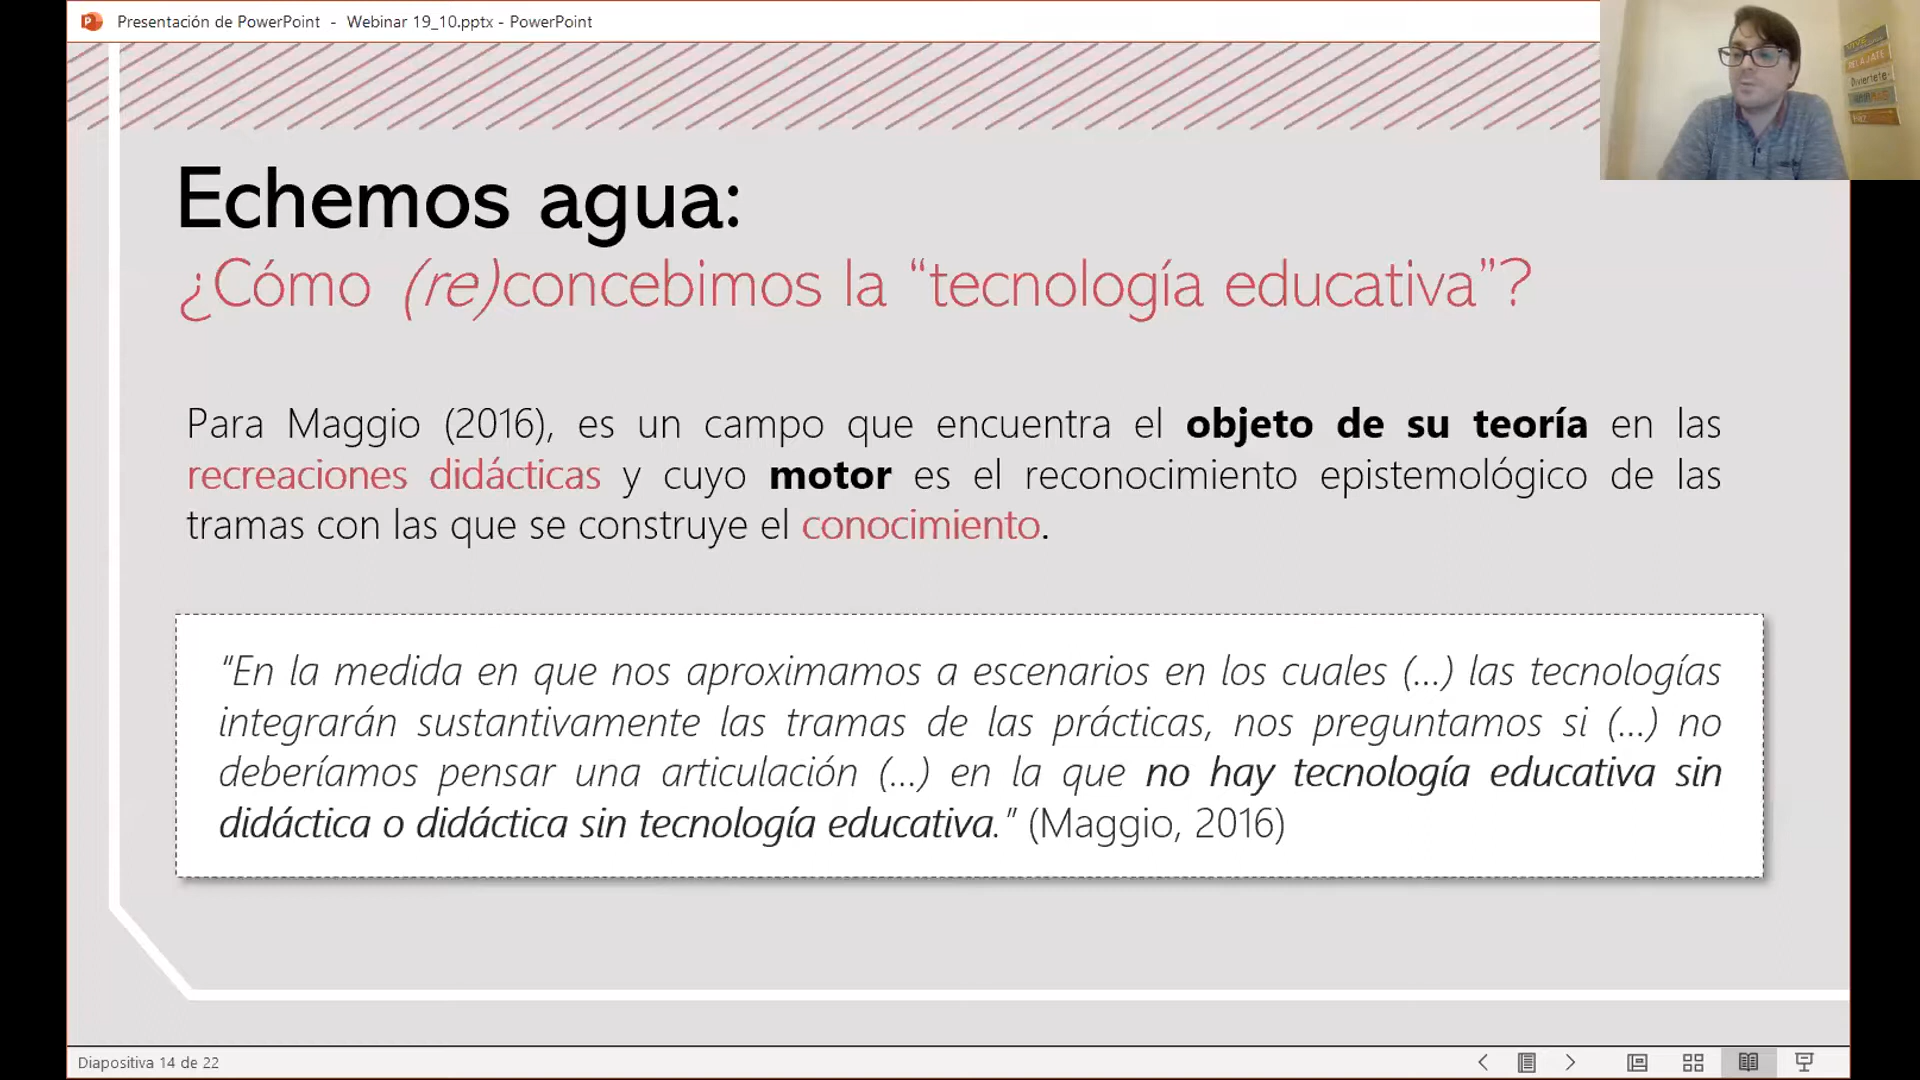 Presentación de PowerPoint - Webinar 19_10.pptx - PowerPoint
RELÁJATE
Diviertete
Echemos agua:
¿Cómo (re)concebimos la “tecnología educativa”?
Para Maggio (2016), es un campo que encuentra el objeto de su teoría en las
recreaciones didácticas y cuyo motor es el reconocimiento epistemológico de las
tramas con las que se construye el conocimiento.
“En la medida en que nos aproximamos a escenarios en los cuales (...) las tecnologías
integrarán sustantivamente las tramas de las prácticas, nos preguntamos si (...) no
deberíamos pensar una articulación (...) en la que no hay tecnología educativa sin
didáctica o didáctica sin tecnología educativa.” (Maggio, 2016)
Diapositiva 14 de 22